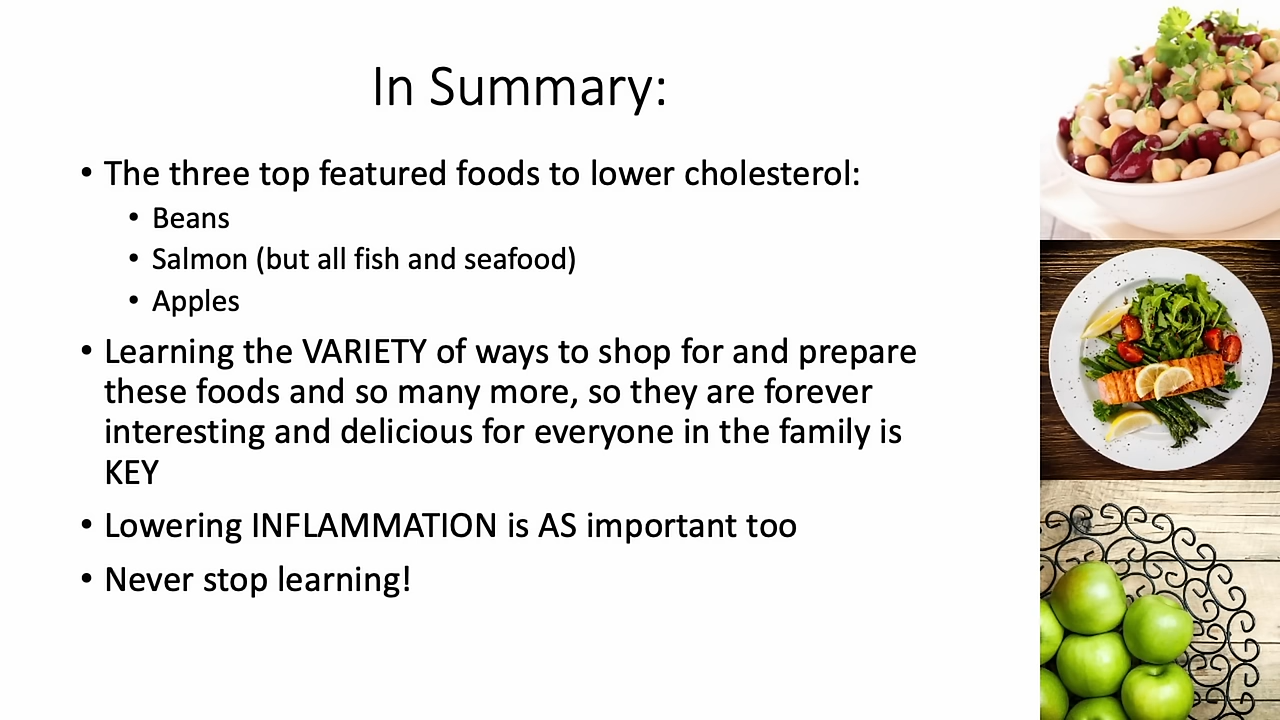 In Summary:
• The three top featured foods to lower cholesterol:
• Beans
• Salmon (but all fish and seafood)
• Apples
• Learning the VARIETY of ways to shop for and prepare
these foods and so many more, so they are forever
interesting and delicious for everyone in the family is
KEY
• Lowering INFLAMMATION is AS important too
• Never stop learning!